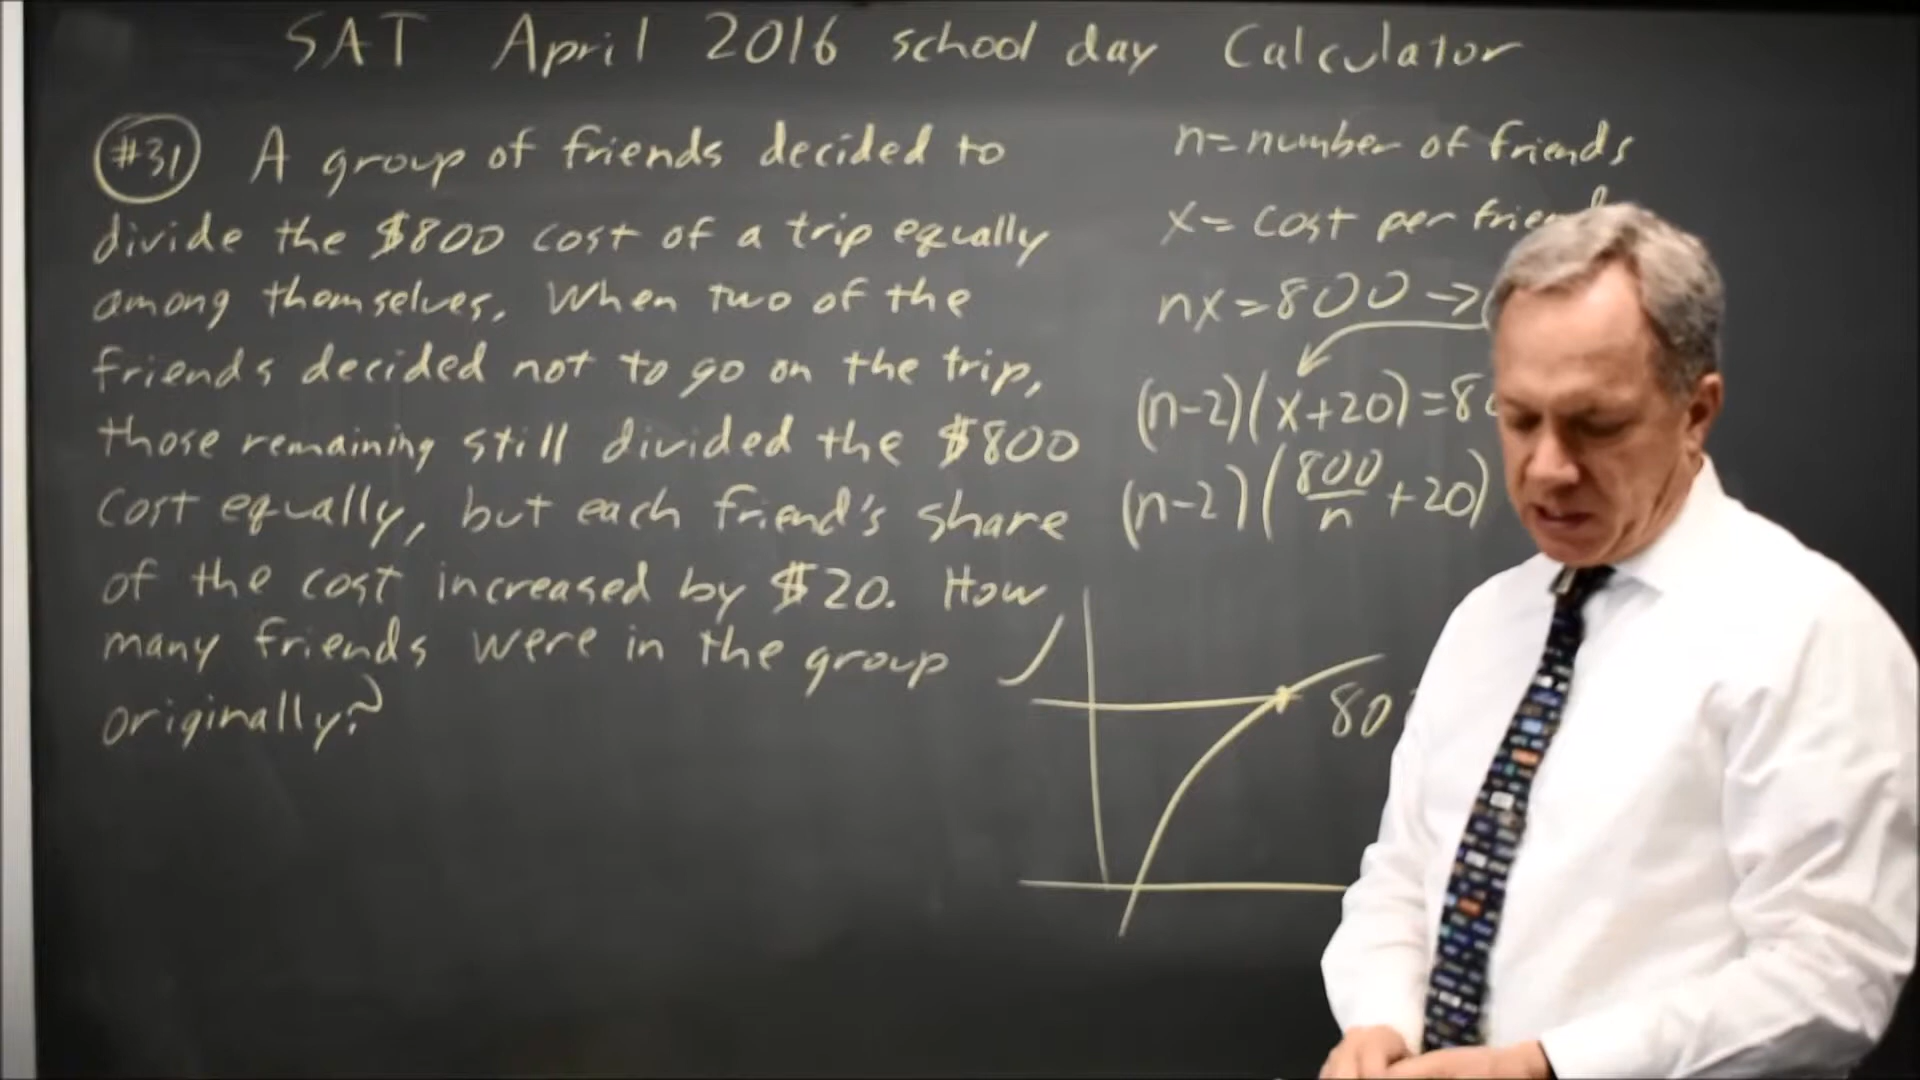 SAT April 2016 school day Calculator
#31 A group of friends decided to
divide the $800 cost of a trip equally
among themselves. When two of the
friends decided not to go on the trip,
those remaining still divided the $800
cost equally, but each friend's share
of the cost increased by $20. How
many friends were in the group
originally?
n=number of friends
x= cost per
nx=800→
(n-2)(x+20)=
(n-2)(800/n+20)